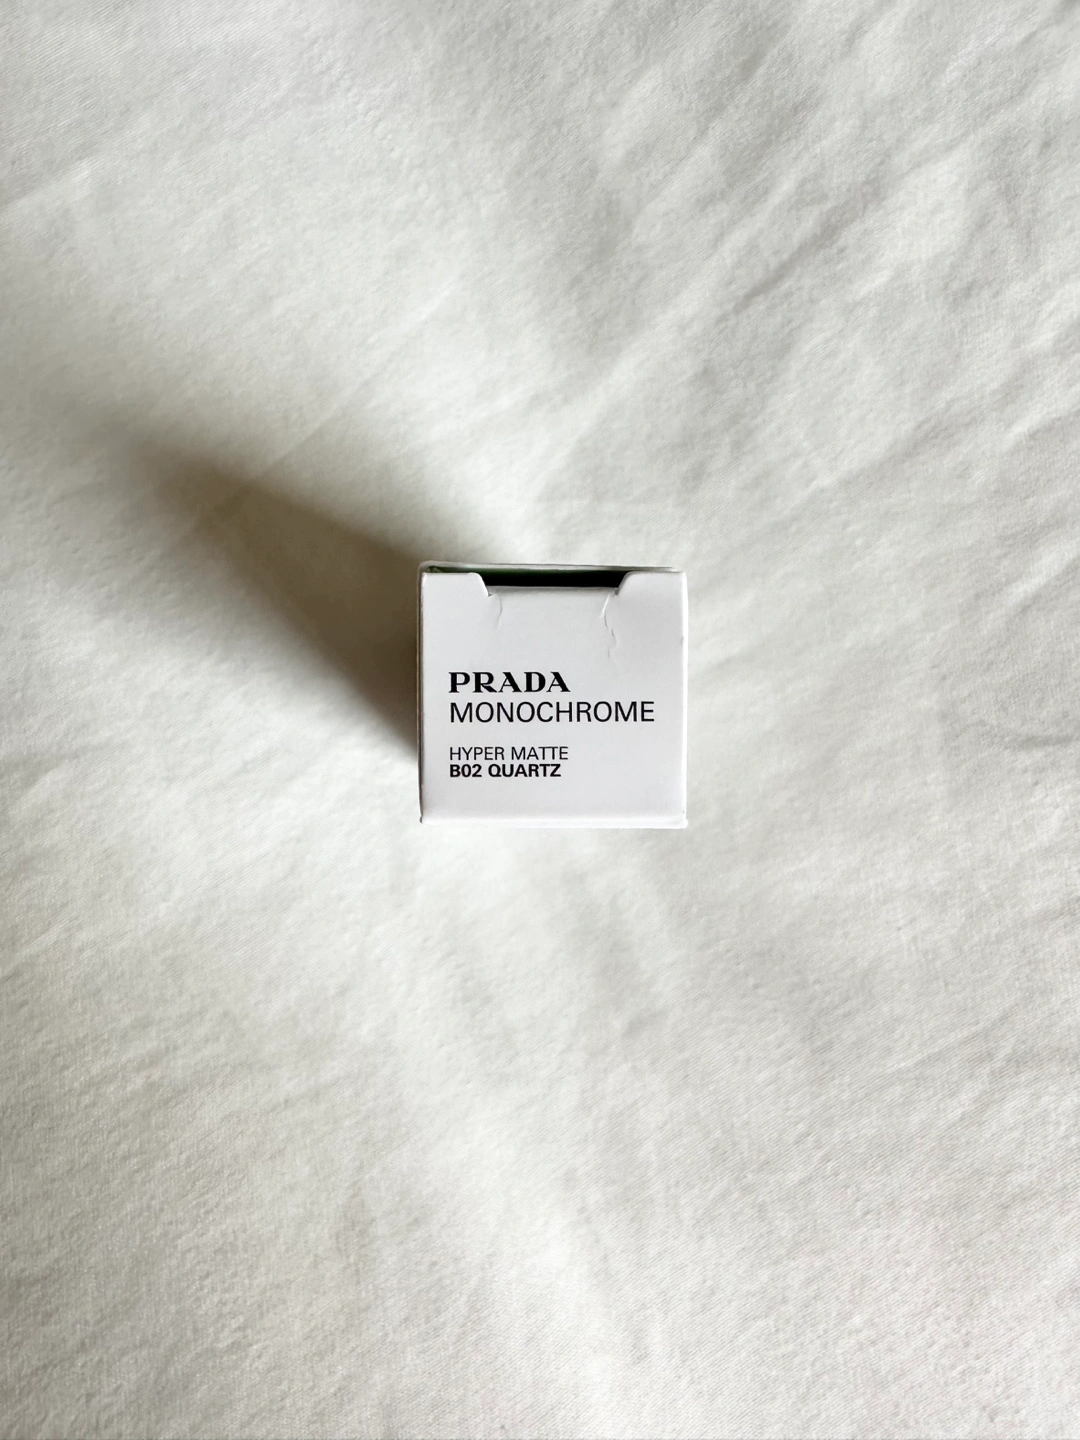 PRADA
MONOCHROME
HYPER MATTE
B02 QUARTZ